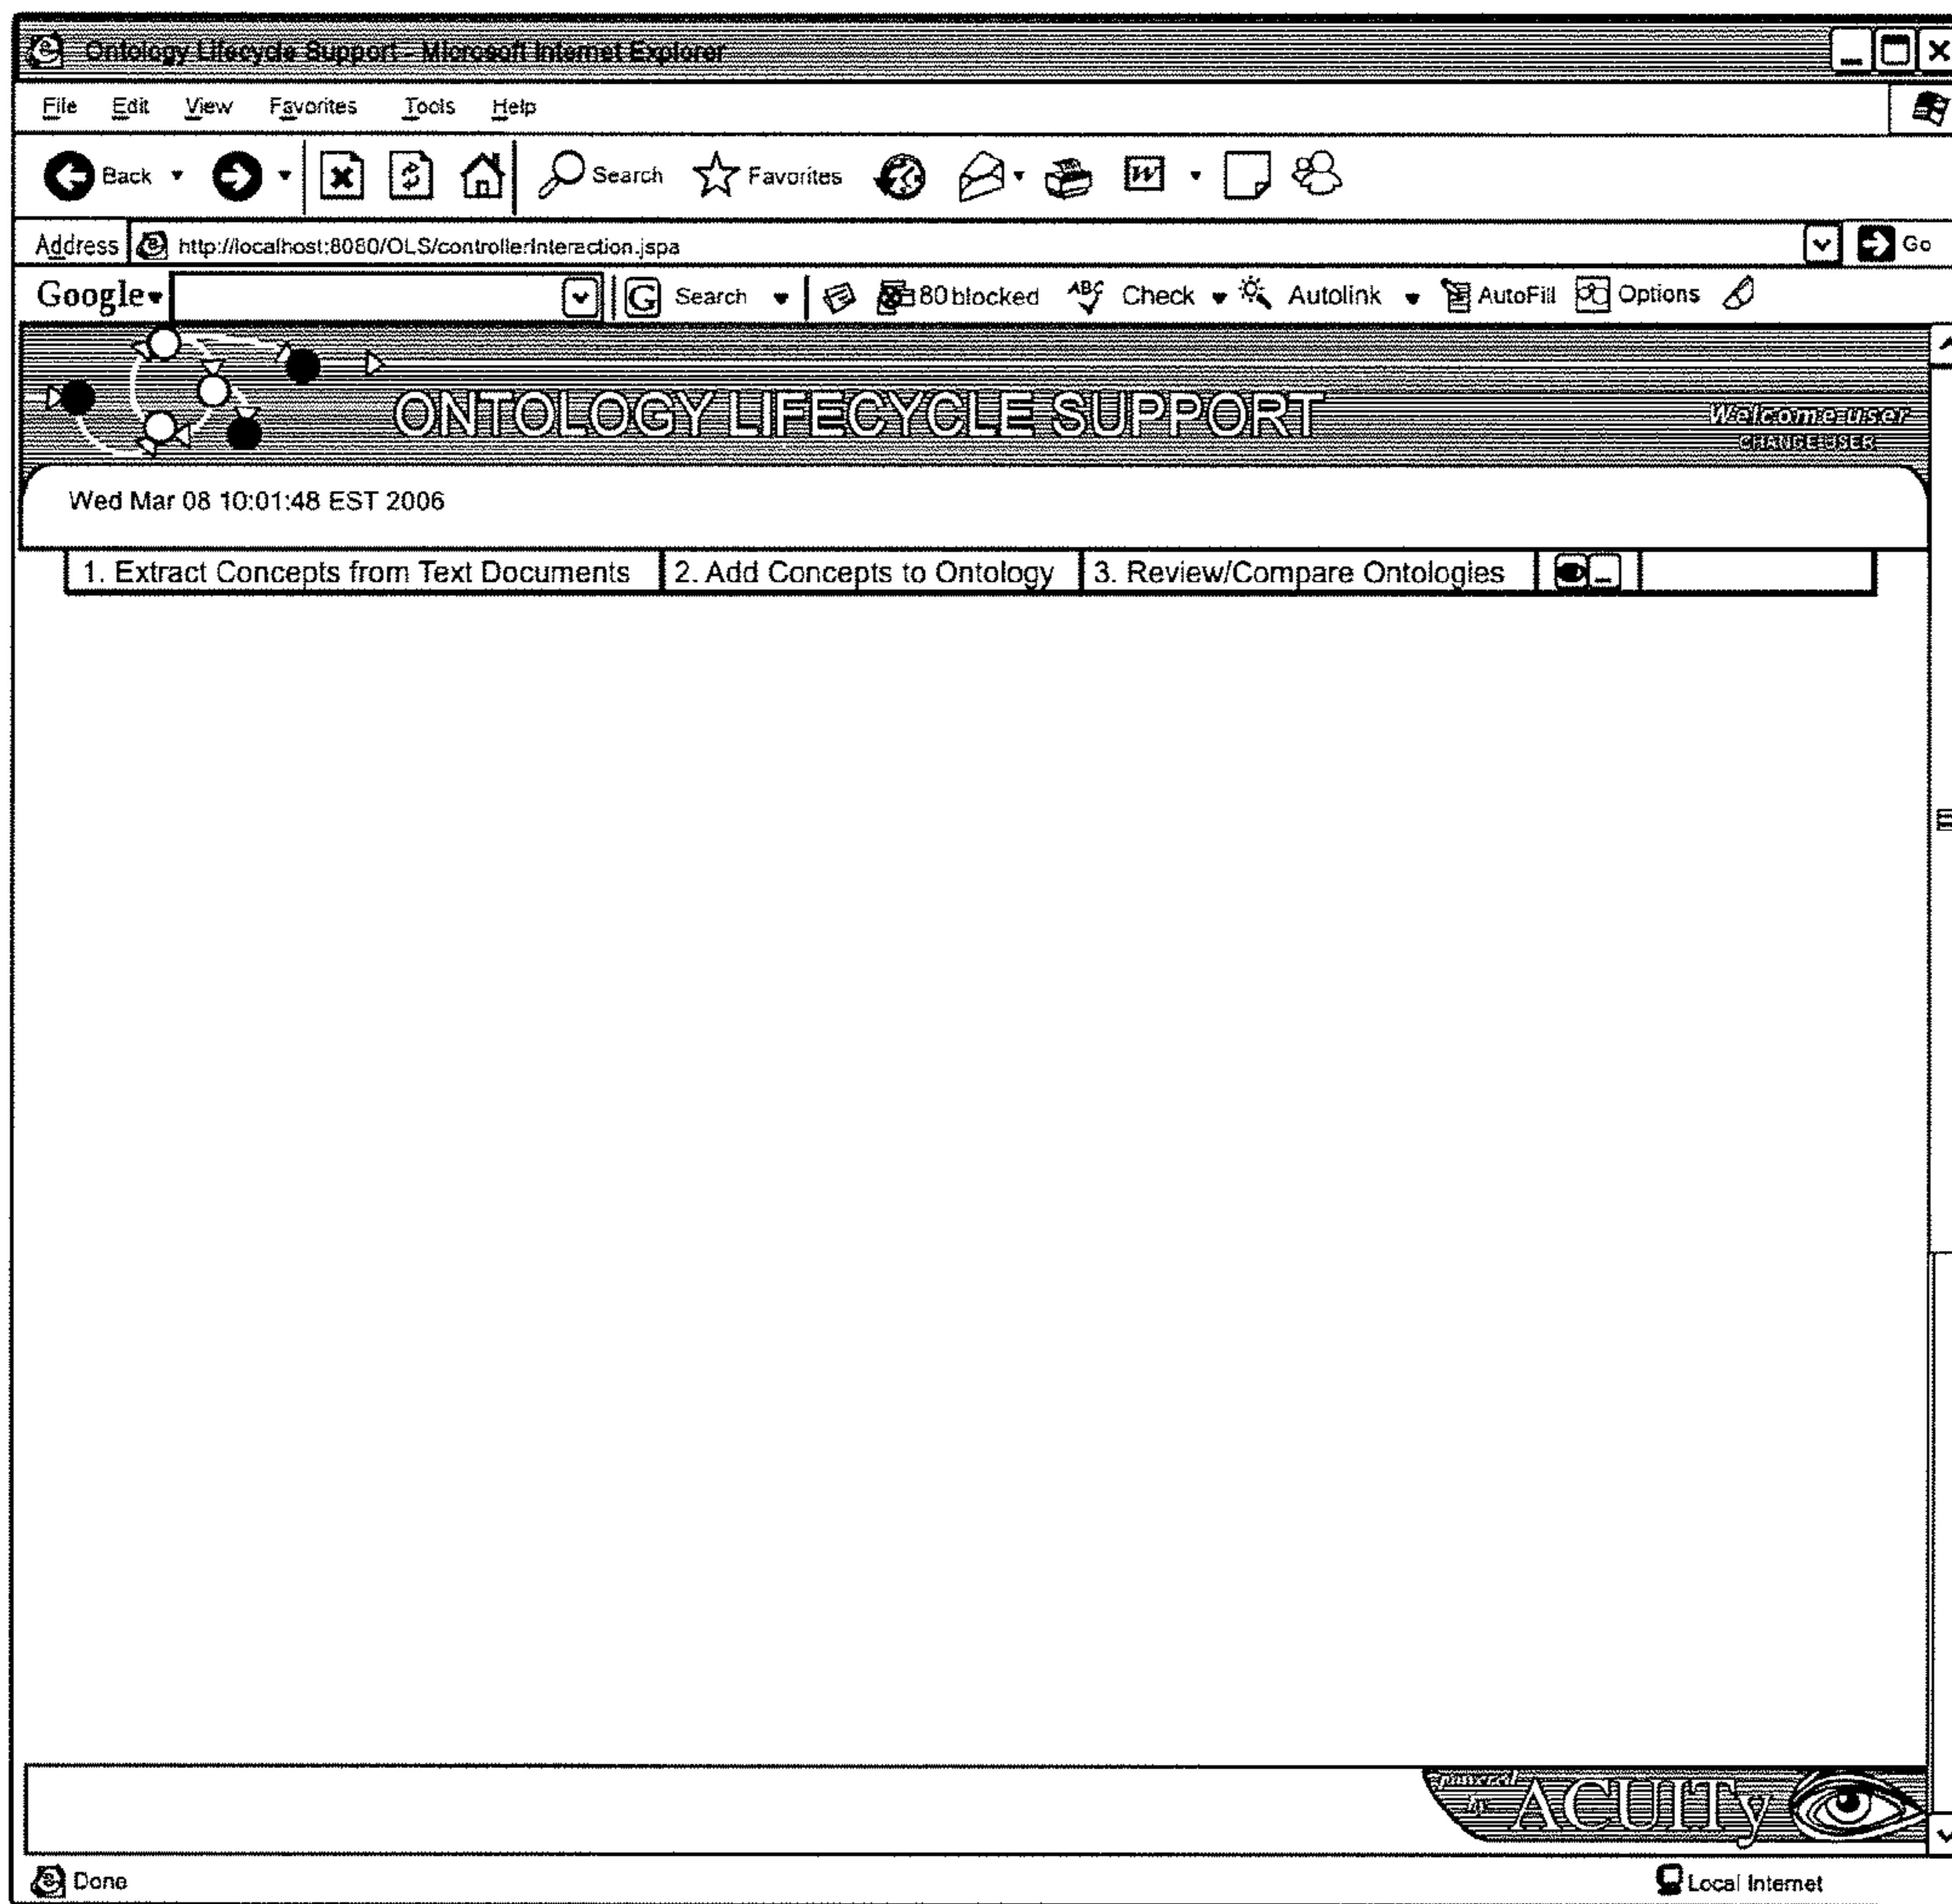 Ontology Lifecycle Support - Microsoft Internet Explorer
File Edit View Favorites Tools Help
Back Search Favorites W
Address http://localhost:8080/OLS/controllerInteraction.jspa Go
Google G Search 80 blocked ABC Check Autolink AutoFill Options
ONTOLOGY LIFECYCLE SUPPORT
Welcome user
CHANGE USER
Wed Mar 08 10:01:48 EST 2006
1. Extract Concepts from Text Documents 2. Add Concepts to Ontology 3. Review/Compare Ontologies
powered by ACUITy
Done Local Internet